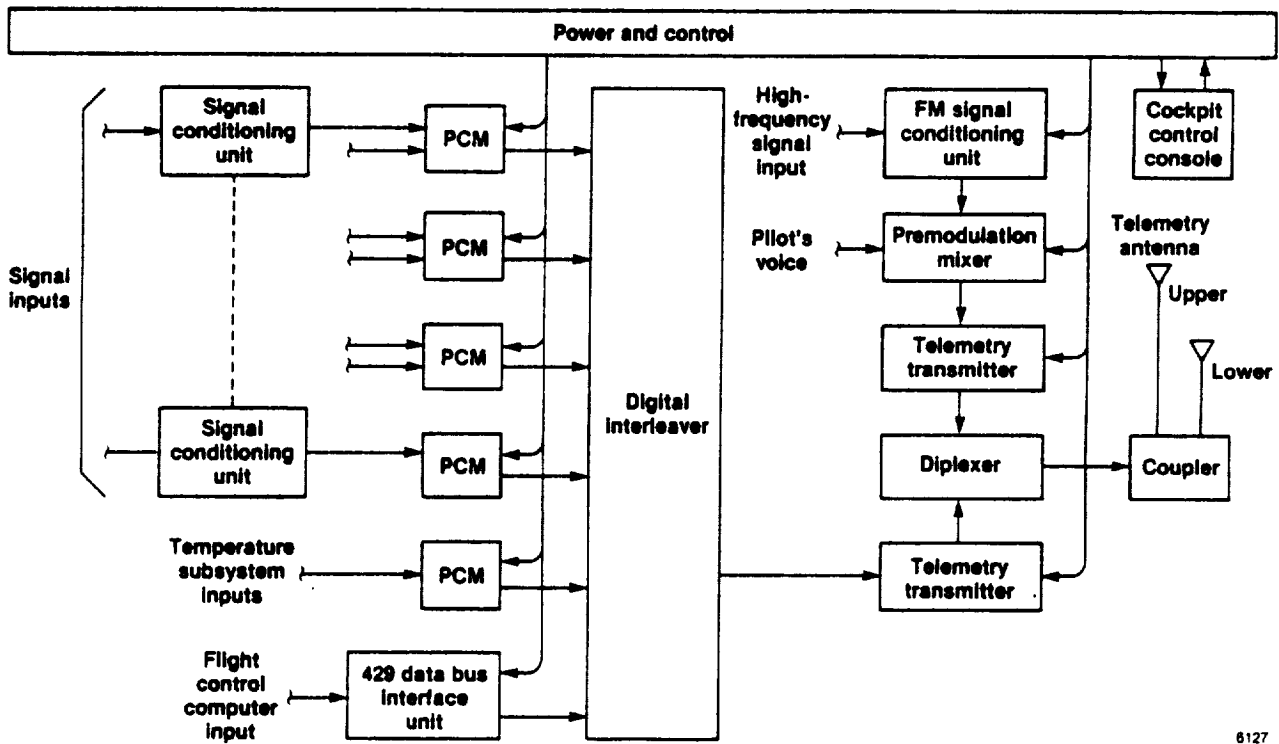 Power and control
Signal
conditioning
unit
PCM
High-
frequency
signal
input
FM signal
conditioning
unit
Cockpit
control
console
PCM
Pilot's
voice
Premodulation
mixer
Telemetry
antenna
Upper
Signal
inputs
PCM
Telemetry
transmitter
Lower
Digital
interleaver
Signal
conditioning
unit
PCM
Diplexer
Coupler
Temperature
subsystem
inputs
PCM
Telemetry
transmitter
Flight
control
computer
input
429 data bus
interface
unit
6127